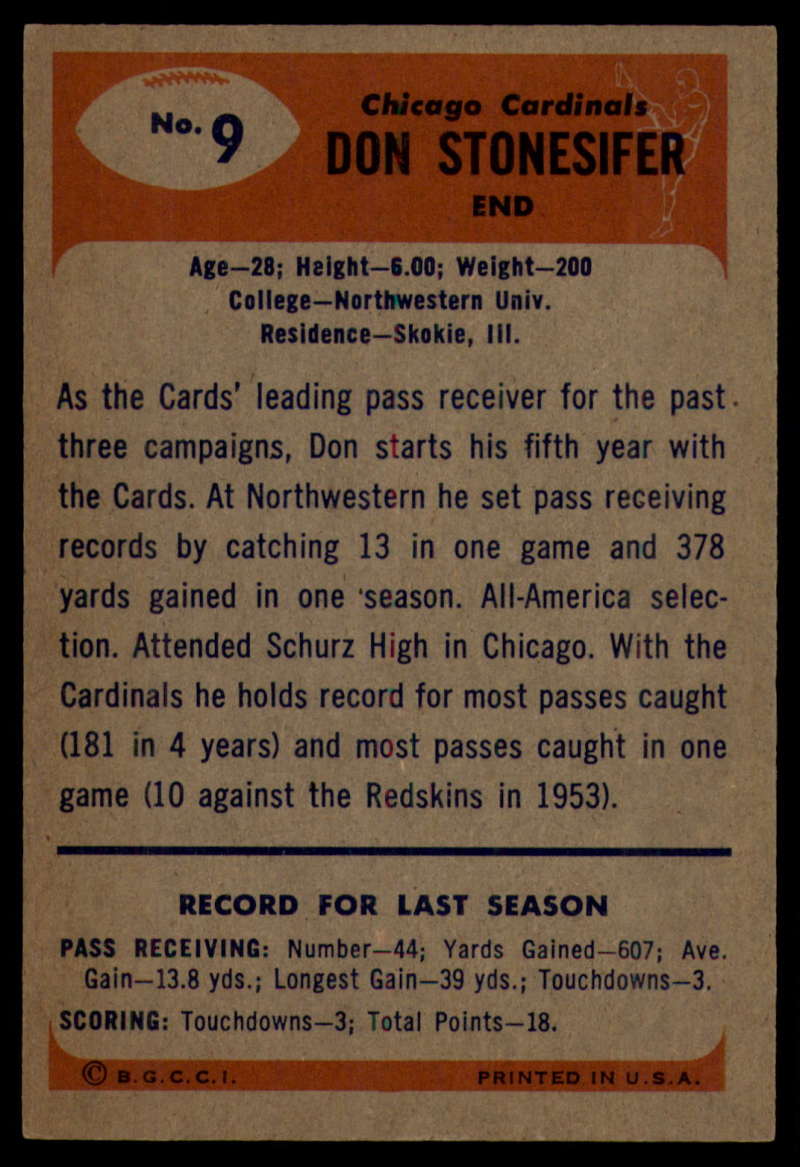 No. 9
Chicago Cardinals
DON STONESIFER
END
Age—28; Height—6.00; Weight—200
College—Northwestern Univ.
Residence—Skokie, Ill.
As the Cards' leading pass receiver for the past
three campaigns, Don starts his fifth year with
the Cards. At Northwestern he set pass receiving
records by catching 13 in one game and 378
yards gained in one season. All-America selec-
tion. Attended Schurz High in Chicago. With the
Cardinals he holds record for most passes caught
(181 in 4 years) and most passes caught in one
game (10 against the Redskins in 1953).
RECORD FOR LAST SEASON
PASS RECEIVING: Number—44; Yards Gained—607; Ave.
Gain—13.8 yds.; Longest Gain—39 yds.; Touchdowns—3.
SCORING: Touchdowns—3; Total Points—18.
© B.G.C.C.I. PRINTED IN U.S.A.